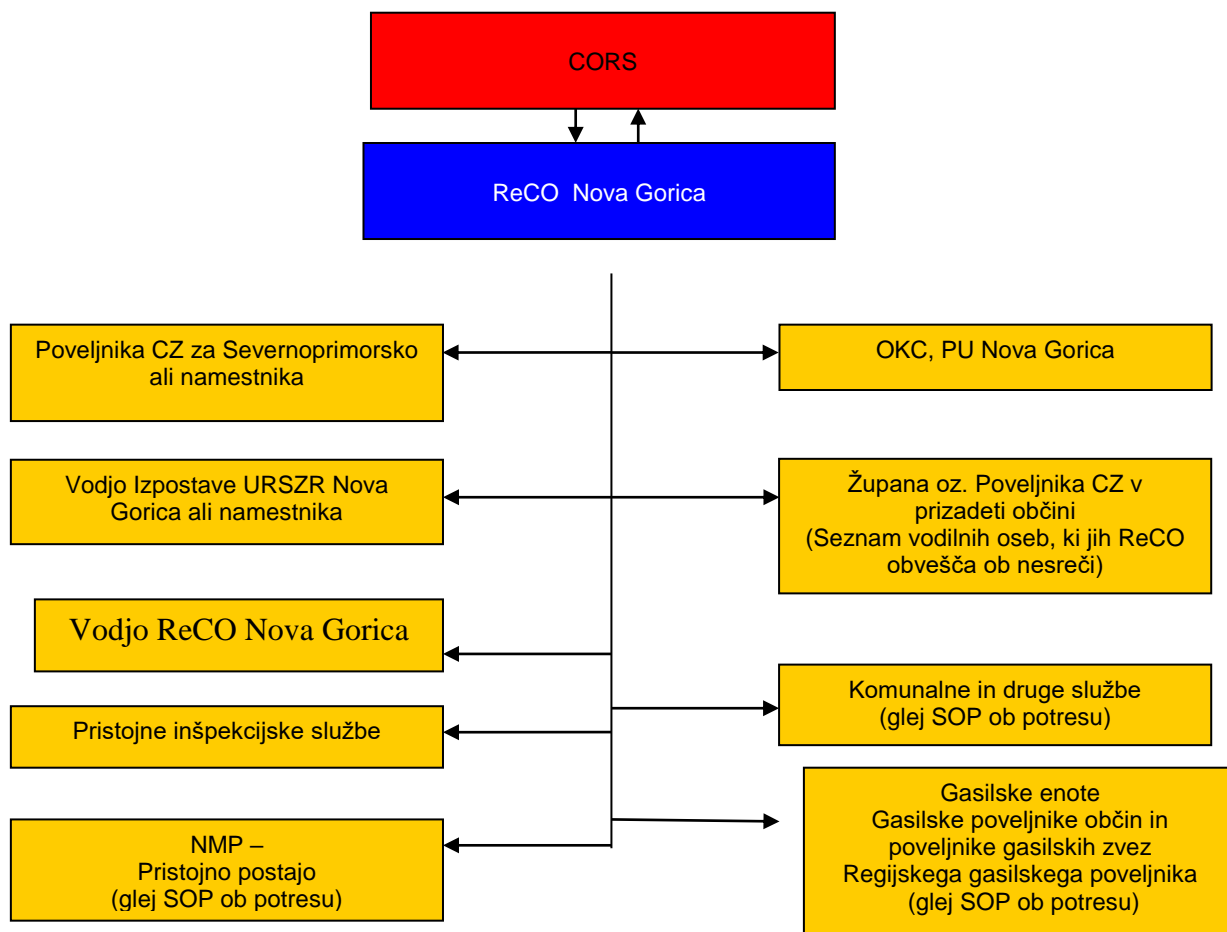 CORS
ReCO Nova Gorica
Poveljnika CZ za Severnoprimorsko
ali namestnika
OKC, PU Nova Gorica
Vodjo Izpostave URSZR Nova
Gorica ali namestnika
Župana oz. Poveljnika CZ v
prizadeti občini
(Seznam vodilnih oseb, ki jih ReCO
obvešča ob nesreči)
Vodjo ReCO Nova Gorica
Komunalne in druge službe
(glej SOP ob potresu)
Pristojne inšpekcijske službe
Gasilske enote
Gasilske poveljnike občin in
poveljnike gasilskih zvez
Regijskega gasilskega poveljnika
(glej SOP ob potresu)
NMP –
Pristojno postajo
(glej SOP ob potresu)